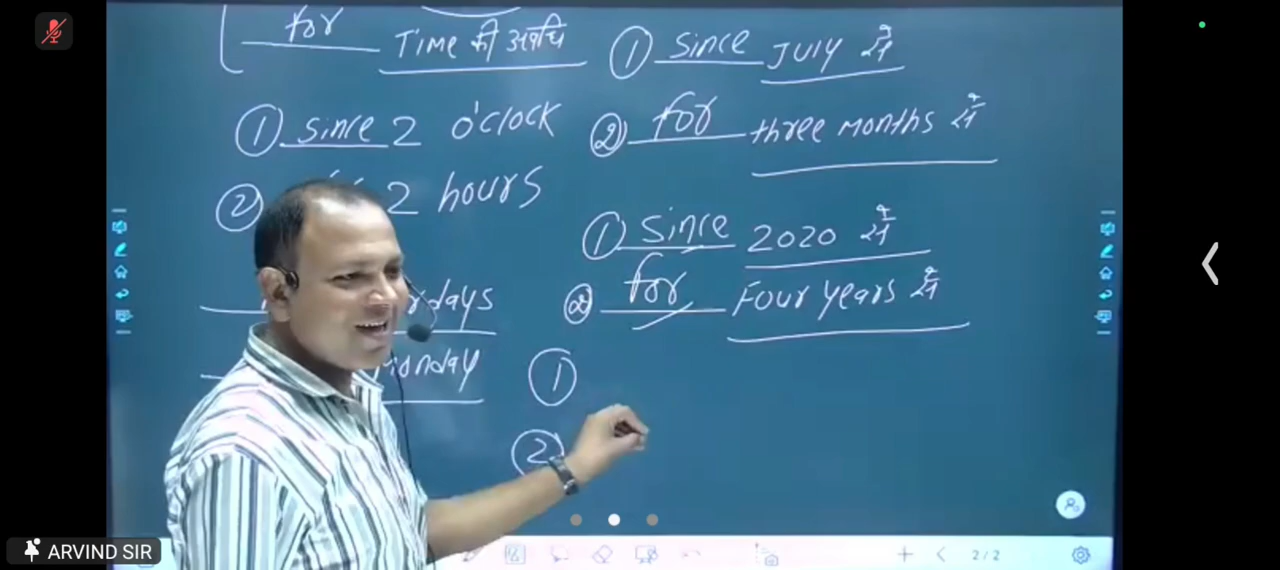 for Time की अवधि
① since 2 o'clock
② 2 hours
days
monday
① since JULY से
② for three months से
① since 2020 से
② for Four years से
①
②
ARVIND SIR
2/2